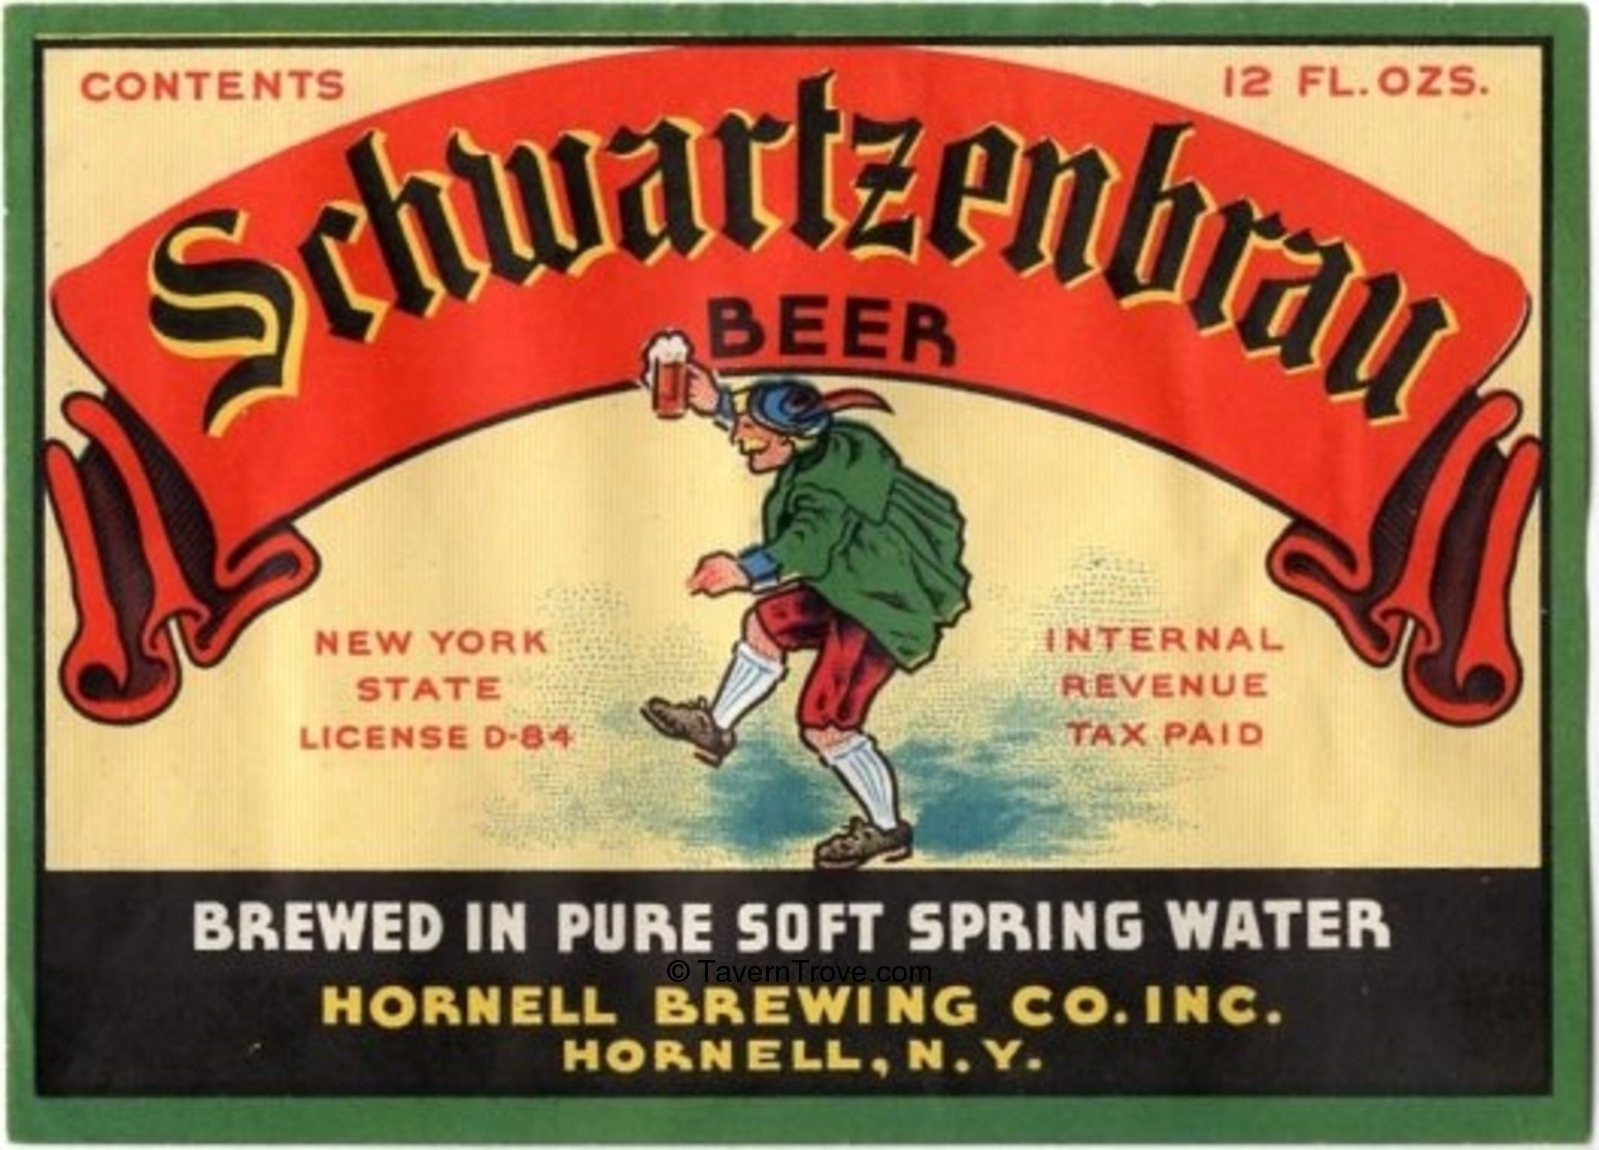 CONTENTS
12 FL. OZS.
Schwartzenbrau
BEER
NEW YORK
STATE
LICENSE D-84
INTERNAL
REVENUE
TAX PAID
BREWED IN PURE SOFT SPRING WATER
© TavernTrove.com
HORNELL BREWING CO. INC.
HORNELL, N. Y.